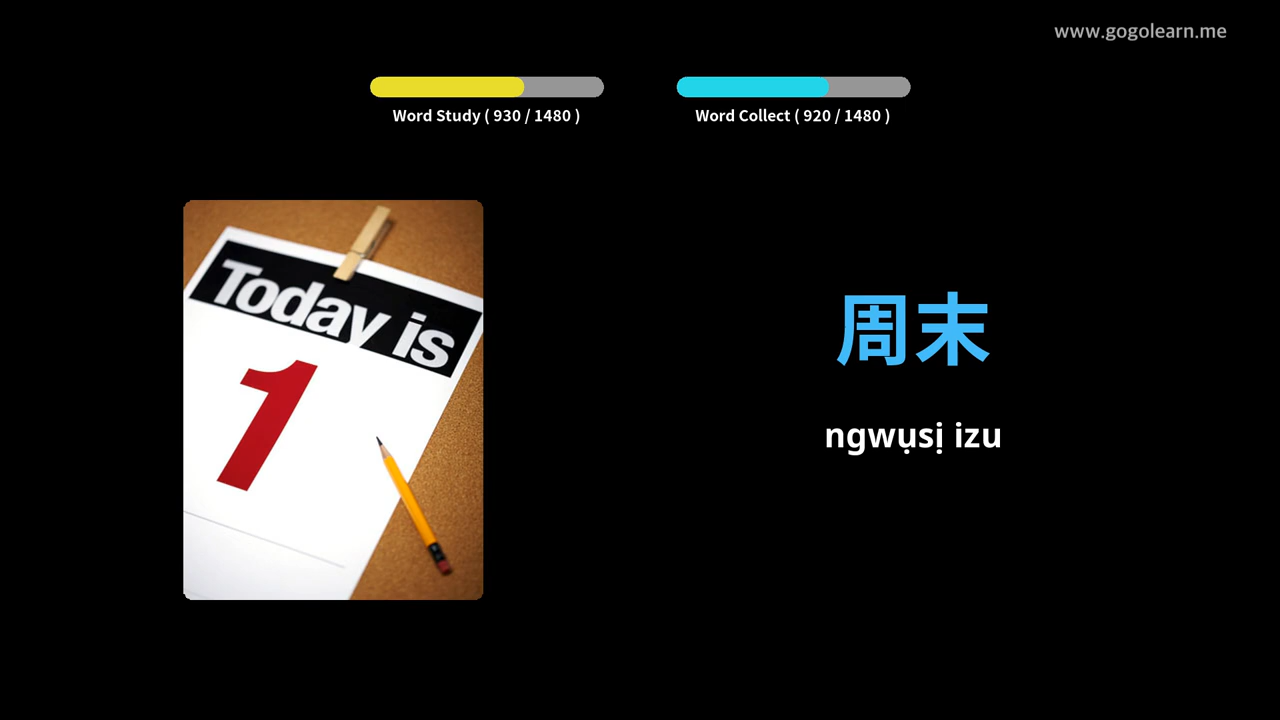 www.gogolearn.me
Word Study ( 930 / 1480 )
Word Collect ( 920 / 1480 )
Today is
1
周末
ngwụsị izu